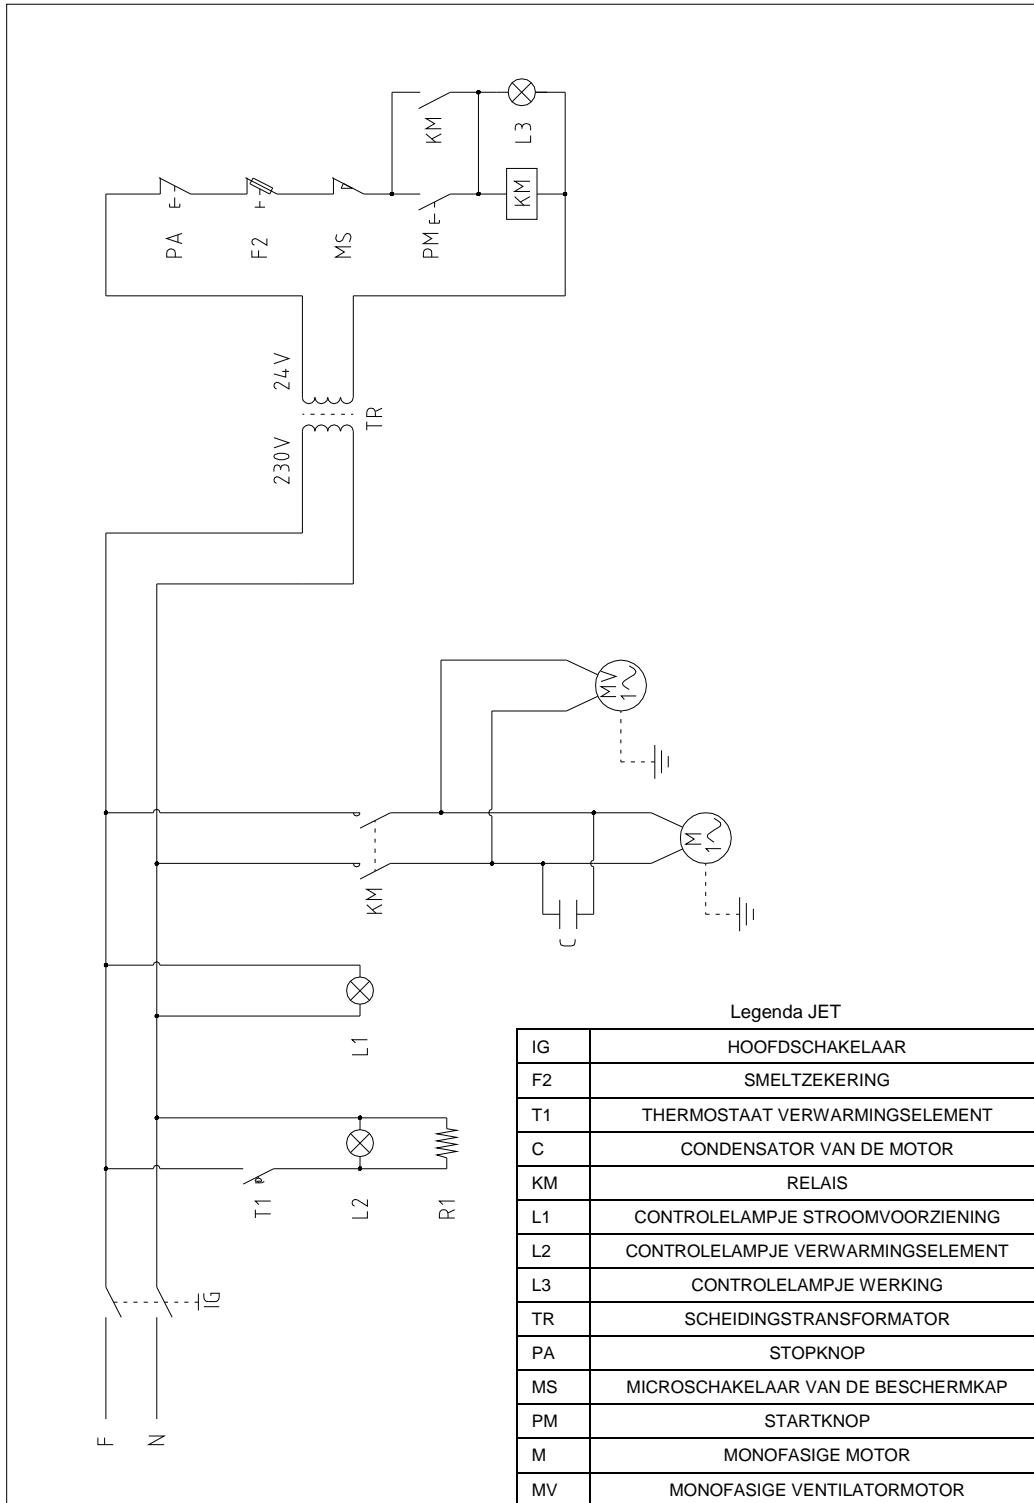 KM
L3
PA
F2
MS
PM
KM
24V
230V
TR
MV
1
M
1
KM
C
L1
T1
L2
R1
IG
F
N
Legenda JET
IG HOOFDSCHAKELAAR
F2 SMELTZEKERING
T1 THERMOSTAAT VERWARMINGSELEMENT
C CONDENSATOR VAN DE MOTOR
KM RELAIS
L1 CONTROLELAMPJE STROOMVOORZIENING
L2 CONTROLELAMPJE VERWARMINGSELEMENT
L3 CONTROLELAMPJE WERKING
TR SCHEIDINGSTRANSFORMATOR
PA STOPKNOP
MS MICROSCHAKELAAR VAN DE BESCHERMKAP
PM STARTKNOP
M MONOFASIGE MOTOR
MV MONOFASIGE VENTILATORMOTOR